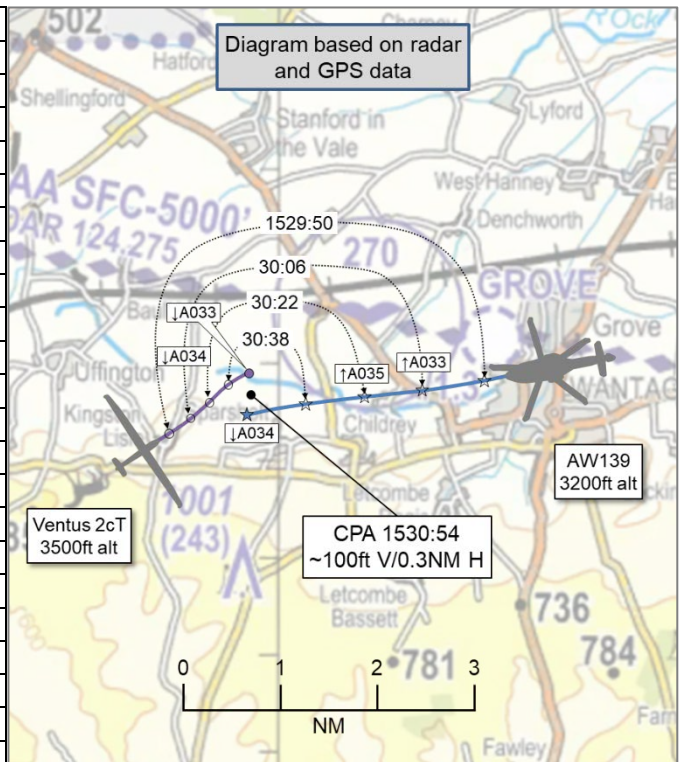 502
Diagram based on radar
and GPS data
Hatford
Shellingford
Stanford in
the Vale
Lyford
West Hanney
AA SFC-5000'
DAR 124.275
Denchworth
1529:50
270
30:06
GROVE
30:22
↓A033
30:38
Grove
↓A034
↑A035
↑A033
Uffington
WANTAG
Kingston
Lis
Childrey
↓A034
AW139
3200ft alt
Letcombe
1001
(243)
Ventus 2cT
3500ft alt
CPA 1530:54
~100ft V/0.3NM H
Letcombe
Bassett
736
784
781
0 1 2 3
NM
Fawley